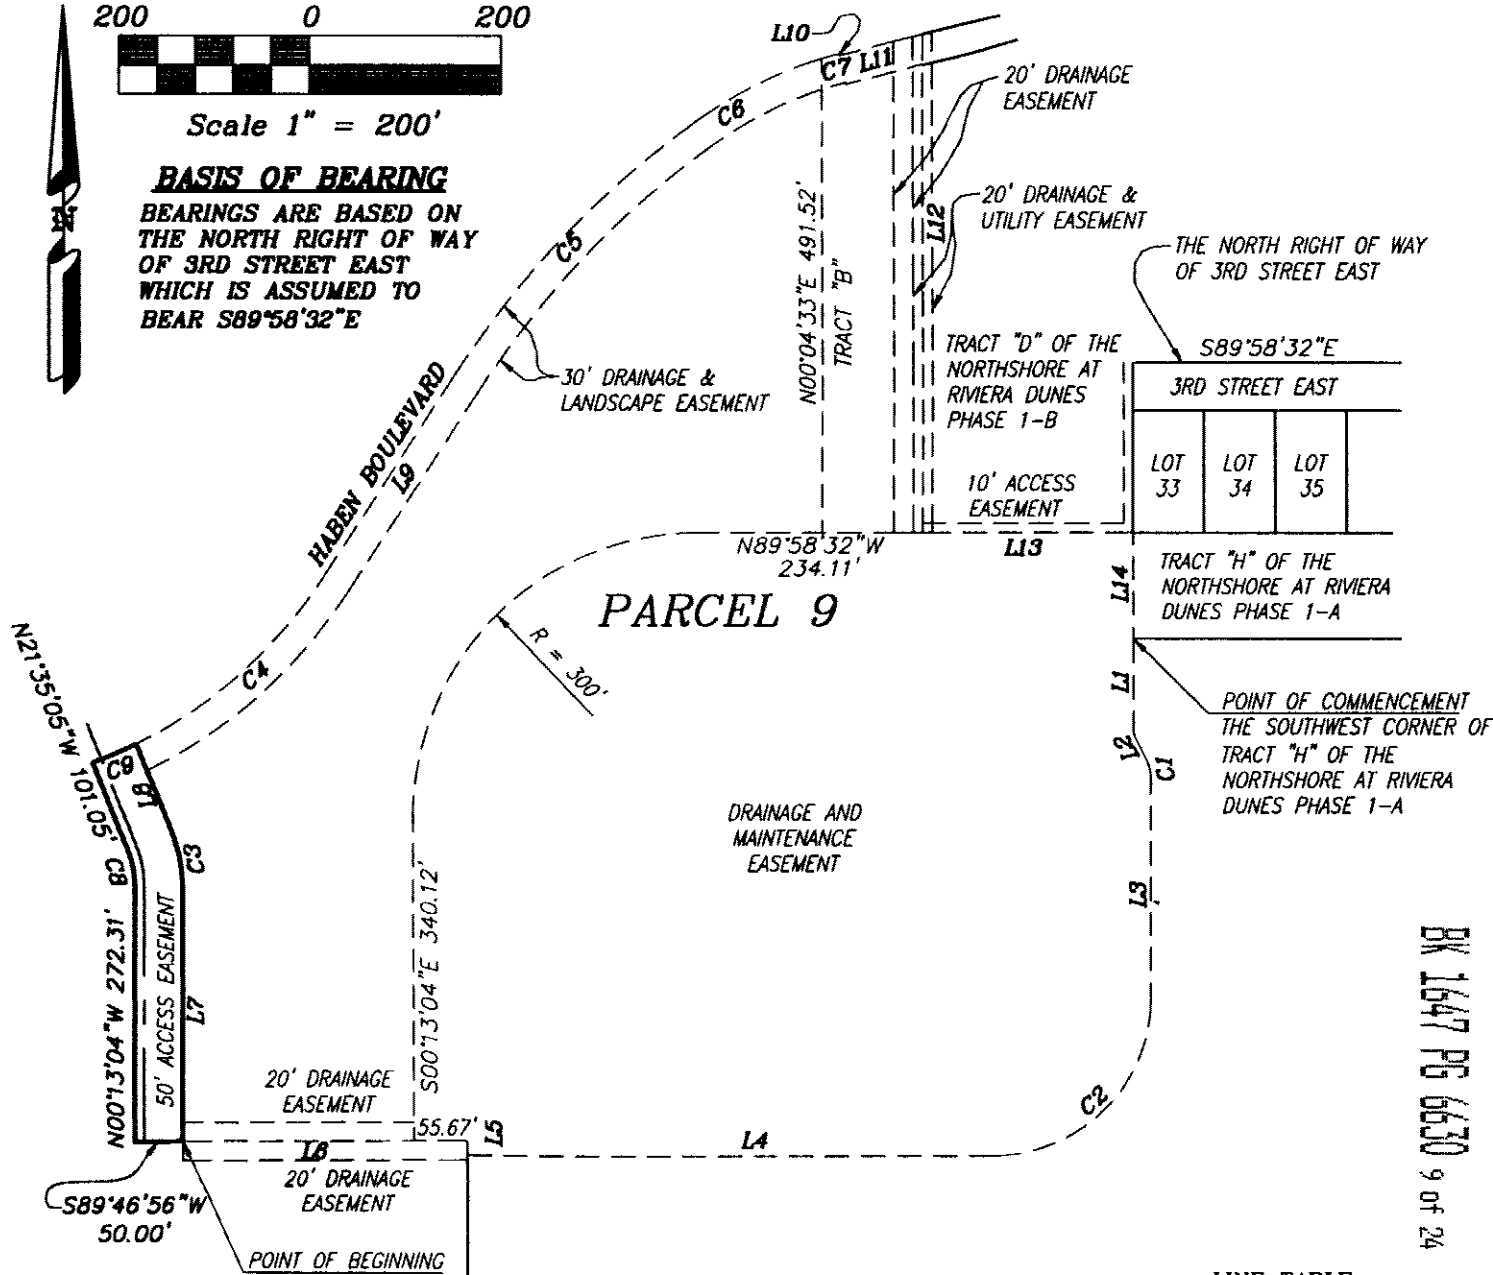 200 0 200
Scale 1" = 200'
N
BASIS OF BEARING
BEARINGS ARE BASED ON
THE NORTH RIGHT OF WAY
OF 3RD STREET EAST
WHICH IS ASSUMED TO
BEAR S89°58'32"E
L10
C7 L11
C6
C5
20' DRAINAGE
EASEMENT
20' DRAINAGE &
UTILITY EASEMENT
L12
N00°04'33"E 491.52'
TRACT "B"
THE NORTH RIGHT OF WAY
OF 3RD STREET EAST
S89°58'32"E
3RD STREET EAST
LOT
33
LOT
34
LOT
35
TRACT "D" OF THE
NORTHSHORE AT
RIVIERA DUNES
PHASE 1-B
30' DRAINAGE &
LANDSCAPE EASEMENT
HABEN BOULEVARD
L9
10' ACCESS
EASEMENT
N89°58'32"W
234.11'
L13
L14
TRACT "H" OF THE
NORTHSHORE AT RIVIERA
DUNES PHASE 1-A
PARCEL 9
R = 300'
C4
L1
L2
C1
POINT OF COMMENCEMENT
THE SOUTHWEST CORNER OF
TRACT "H" OF THE
NORTHSHORE AT RIVIERA
DUNES PHASE 1-A
N21°35'05"W 101.05'
C9
L8
C8
C3
DRAINAGE AND
MAINTENANCE
EASEMENT
L3
N00°13'04"W 272.31'
50' ACCESS EASEMENT
L7
S00°13'04"E 340.12'
20' DRAINAGE
EASEMENT
55.67'
L5
L4
C2
L6
20' DRAINAGE
EASEMENT
S89°46'56"W
50.00'
POINT OF BEGINNING
BK 1647 PG 6630 9 of 24
LINE TABLE